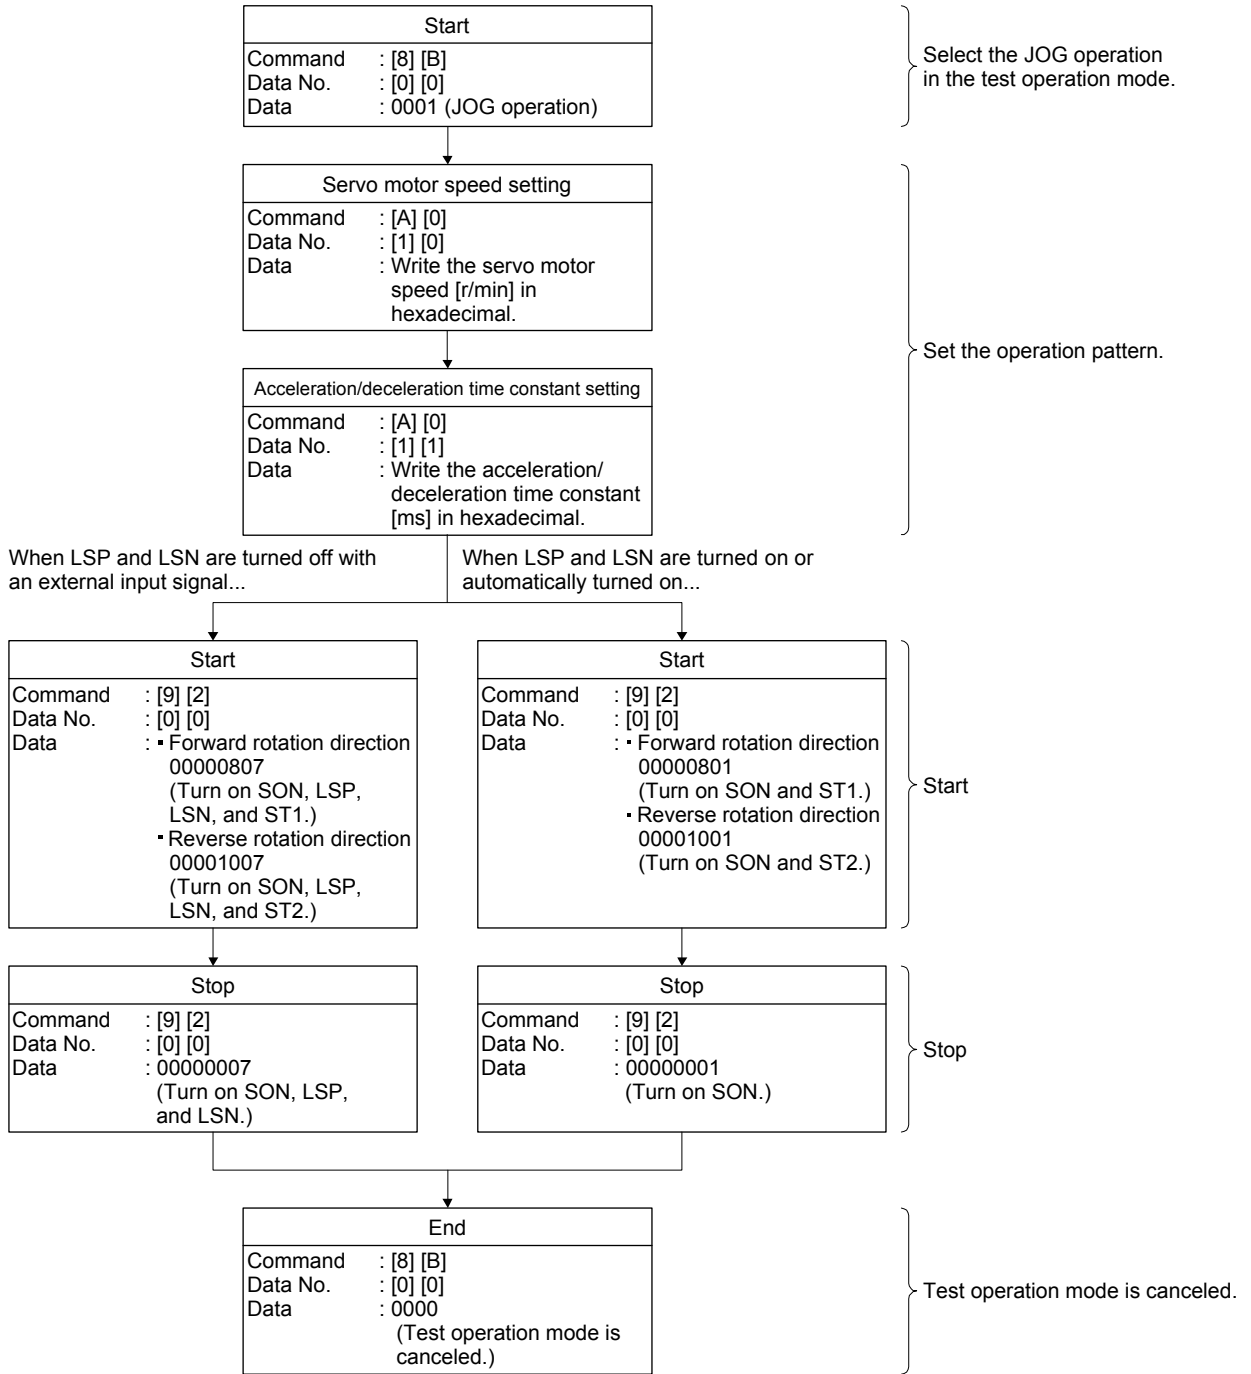 Start
Command : [8] [B]
Data No. : [0] [0]
Data : 0001 (JOG operation)
Select the JOG operation
in the test operation mode.
Servo motor speed setting
Command : [A] [0]
Data No. : [1] [0]
Data : Write the servo motor
speed [r/min] in
hexadecimal.
Acceleration/deceleration time constant setting
Command : [A] [0]
Data No. : [1] [1]
Data : Write the acceleration/
deceleration time constant
[ms] in hexadecimal.
Set the operation pattern.
When LSP and LSN are turned off with
an external input signal...
When LSP and LSN are turned on or
automatically turned on...
Start
Command : [9] [2]
Data No. : [0] [0]
Data : ▪ Forward rotation direction
00000807
(Turn on SON, LSP,
LSN, and ST1.)
▪ Reverse rotation direction
00001007
(Turn on SON, LSP,
LSN, and ST2.)
Start
Command : [9] [2]
Data No. : [0] [0]
Data : ▪ Forward rotation direction
00000801
(Turn on SON and ST1.)
▪ Reverse rotation direction
00001001
(Turn on SON and ST2.)
Start
Stop
Command : [9] [2]
Data No. : [0] [0]
Data : 00000007
(Turn on SON, LSP,
and LSN.)
Stop
Command : [9] [2]
Data No. : [0] [0]
Data : 00000001
(Turn on SON.)
Stop
End
Command : [8] [B]
Data No. : [0] [0]
Data : 0000
(Test operation mode is
canceled.)
Test operation mode is canceled.